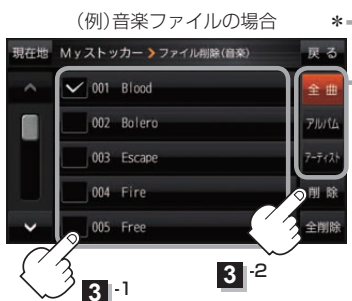 (例)音楽ファイルの場合
*
現在地 Myストッカー ❯ ファイル削除(音楽) 戻る
001 Blood
全曲
002 Bolero
アルバム
003 Escape
アーティスト
004 Fire
削除
005 Free
全削除
3 -1
3 -2